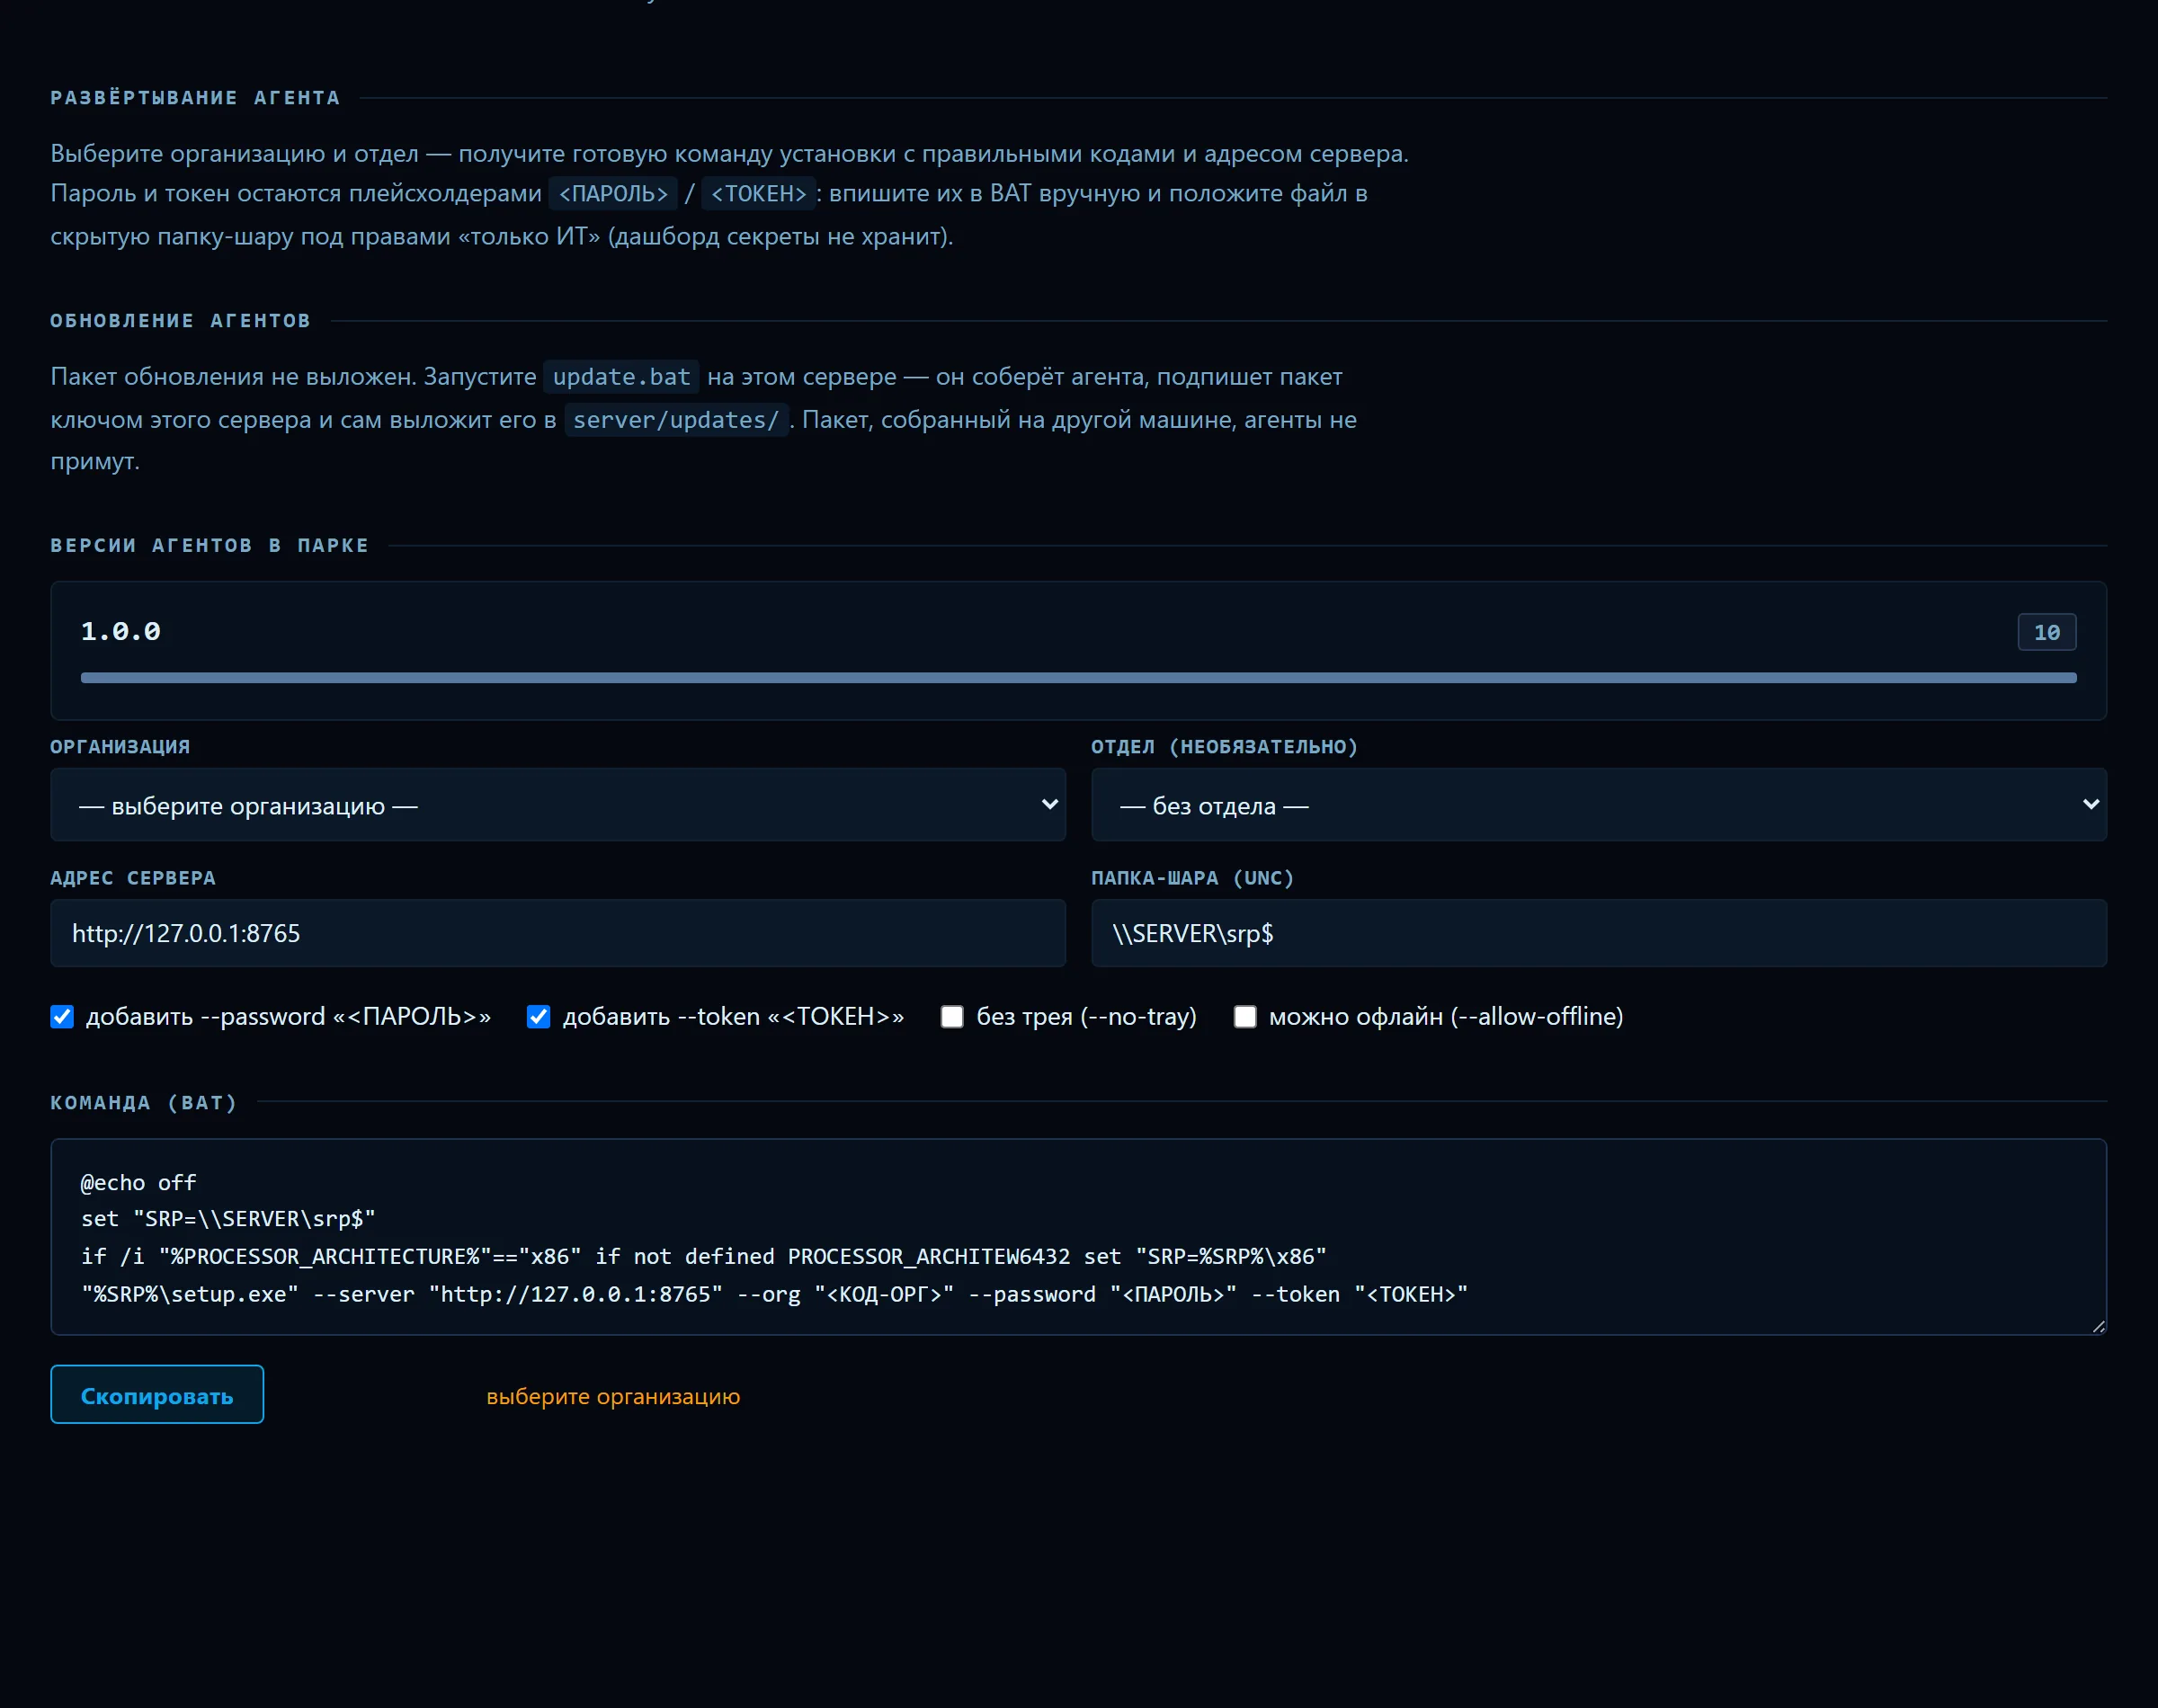 РАЗВЁРТЫВАНИЕ АГЕНТА
Выберите организацию и отдел — получите готовую команду установки с правильными кодами и адресом сервера.
Пароль и токен остаются плейсхолдерами <ПАРОЛЬ> / <ТОКЕН>: впишите их в BAT вручную и положите файл в
скрытую папку-шару под правами «только ИТ» (дашборд секреты не хранит).
ОБНОВЛЕНИЕ АГЕНТОВ
Пакет обновления не выложен. Запустите update.bat на этом сервере — он соберёт агента, подпишет пакет
ключом этого сервера и сам выложит его в server/updates/. Пакет, собранный на другой машине, агенты не
примут.
ВЕРСИИ АГЕНТОВ В ПАРКЕ
1.0.0 10
ОРГАНИЗАЦИЯ ОТДЕЛ (НЕОБЯЗАТЕЛЬНО)
— выберите организацию — — без отдела —
АДРЕС СЕРВЕРА ПАПКА-ШАРА (UNC)
http://127.0.0.1:8765 \\SERVER\srp$
добавить --password «<ПАРОЛЬ>» добавить --token «<ТОКЕН>» без трея (--no-tray) можно офлайн (--allow-offline)
КОМАНДА (BAT)
@echo off
set "SRP=\\SERVER\srp$"
if /i "%PROCESSOR_ARCHITECTURE%"=="x86" if not defined PROCESSOR_ARCHITEW6432 set "SRP=%SRP%\x86"
"%SRP%\setup.exe" --server "http://127.0.0.1:8765" --org "<КОД-ОРГ>" --password "<ПАРОЛЬ>" --token "<ТОКЕН>"
Скопировать выберите организацию